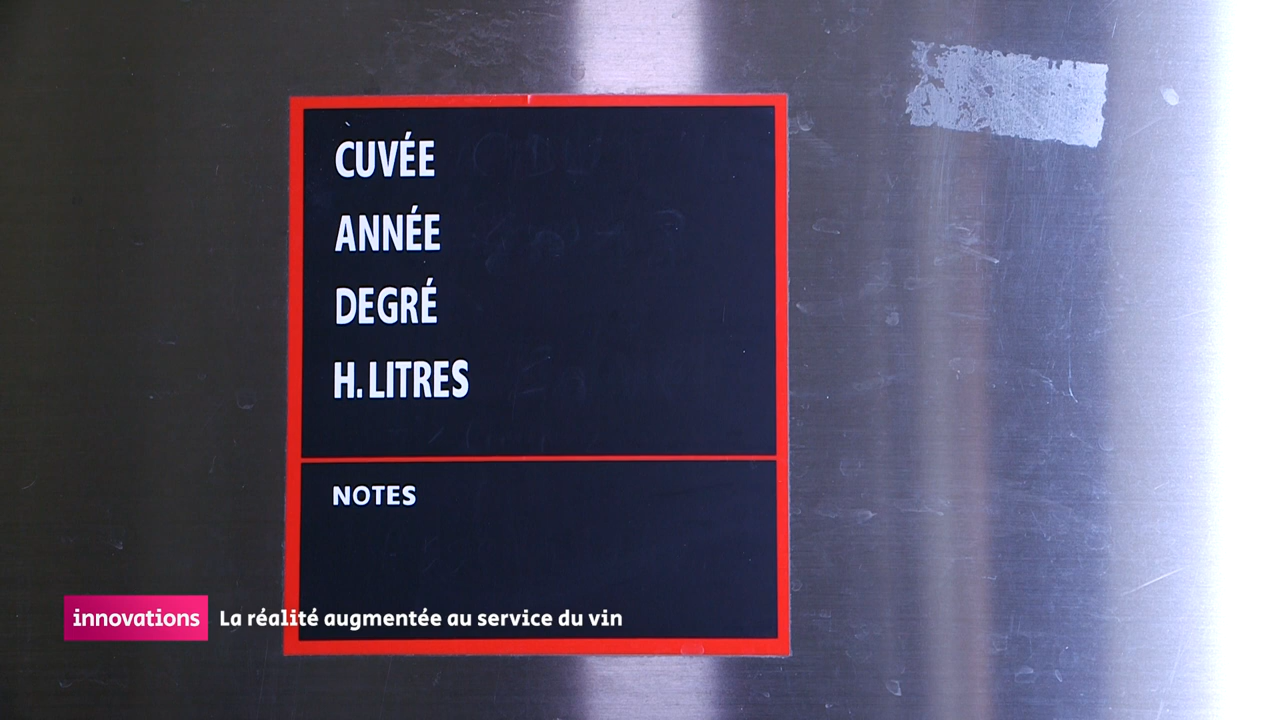 CUVÉE
ANNÉE
DEGRÉ
H. LITRES
NOTES
innovations La réalité augmentée au service du vin